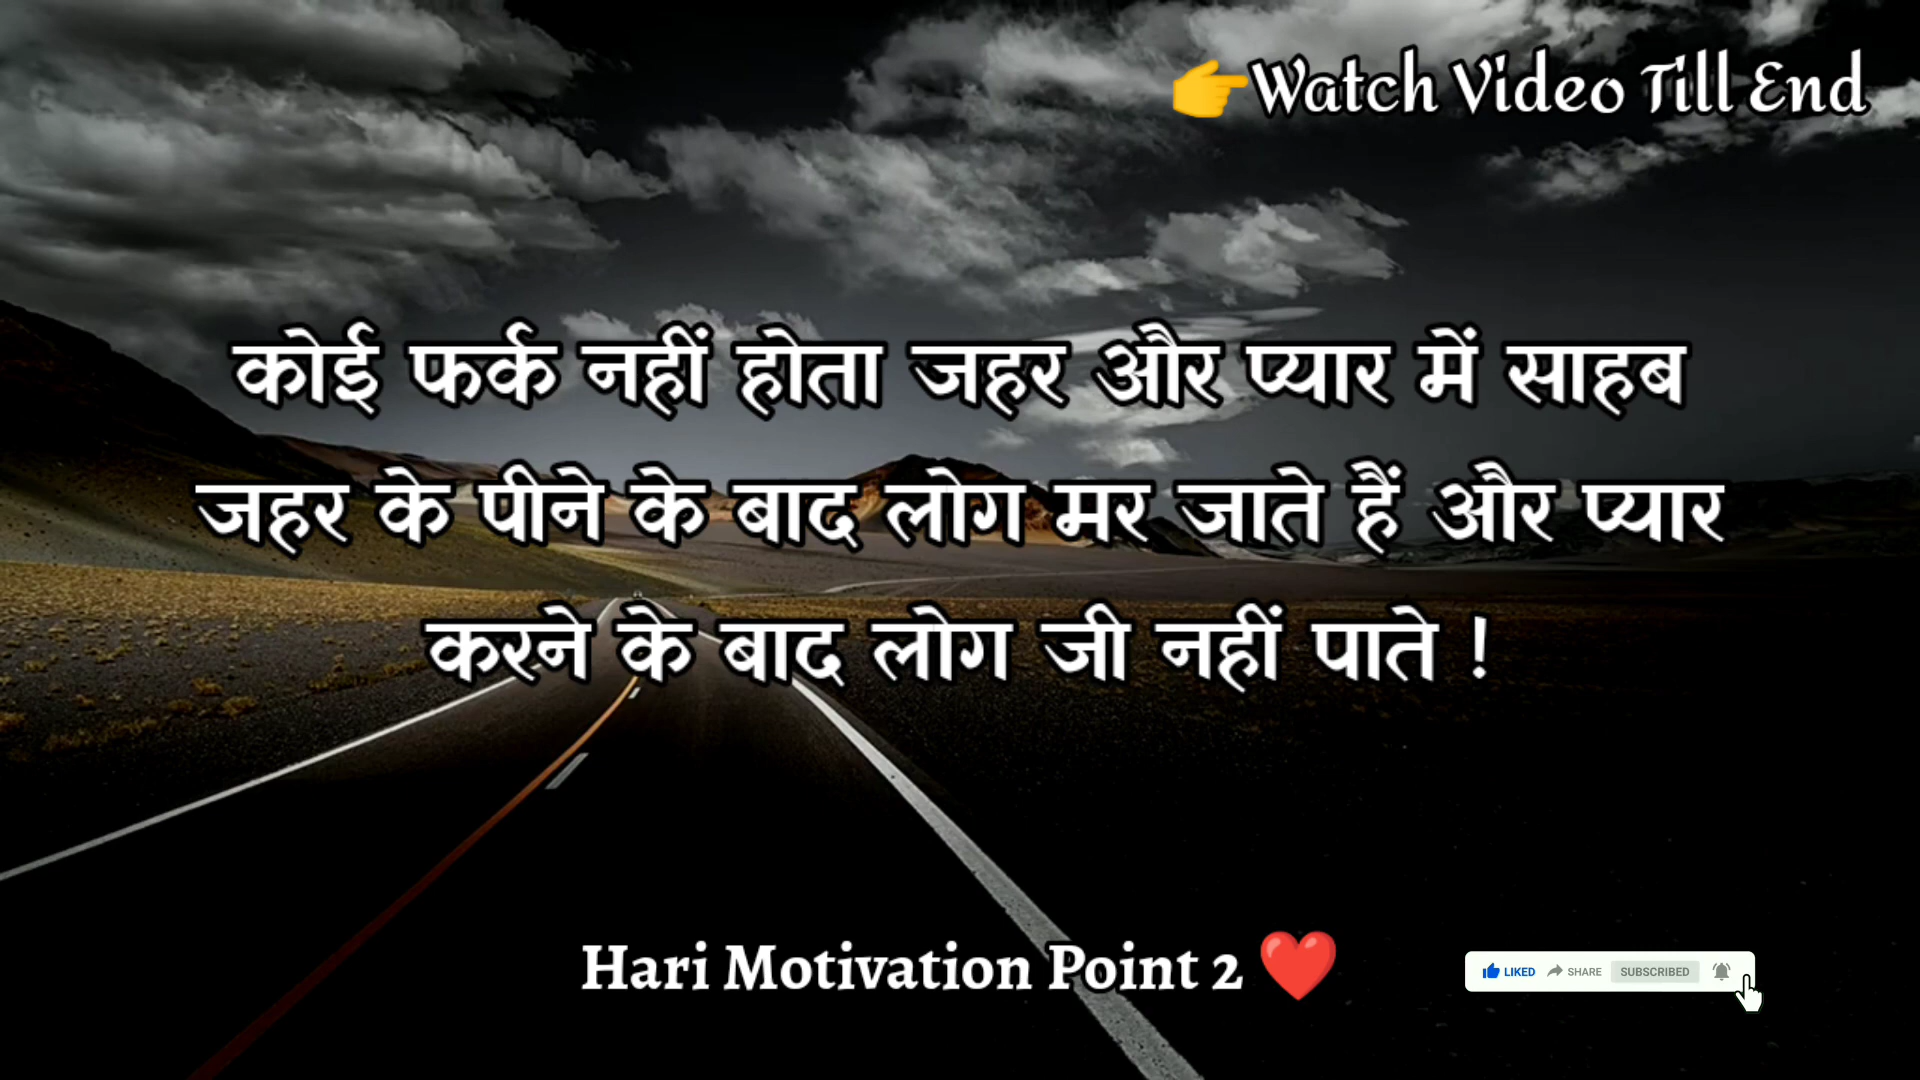 👉Watch Video Till End
कोई फर्क नहीं होता जहर और प्यार में साहब
जहर के पीने के बाद लोग मर जाते हैं और प्यार
करने के बाद लोग जी नहीं पाते !
Hari Motivation Point 2 ❤️
LIKED SHARE SUBSCRIBED